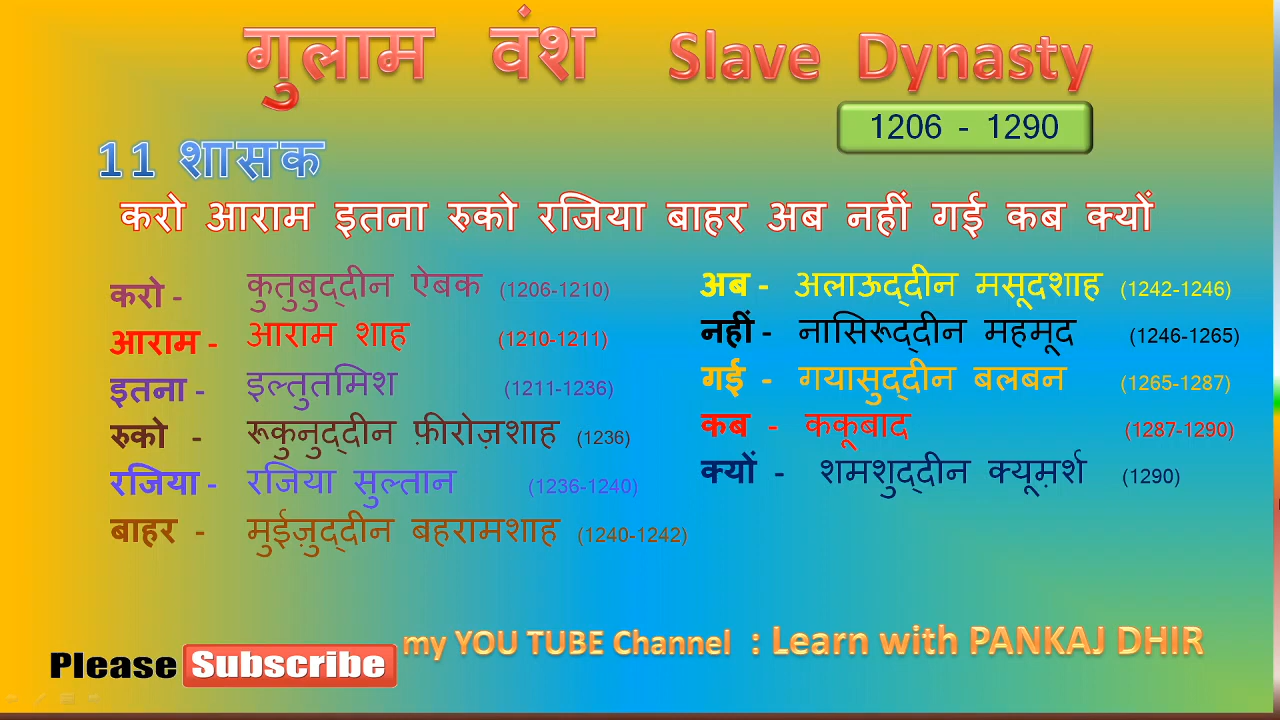 गुलाम वंश Slave Dynasty
1206 - 1290
11 शासक
करो आराम इतना रुको रजिया बाहर अब नहीं गई कब क्यों
करो - कुतुबुद्दीन ऐबक (1206-1210)
आराम - आराम शाह (1210-1211)
इतना - इल्तुतमिश (1211-1236)
रुको - रूकुनुद्दीन फ़ीरोज़शाह (1236)
रजिया - रजिया सुल्तान (1236-1240)
बाहर - मुईज़ुद्दीन बहरामशाह (1240-1242)
अब - अलाऊद्दीन मसूदशाह (1242-1246)
नहीं - नासिरूद्दीन महमूद (1246-1265)
गई - गयासुद्दीन बलबन (1265-1287)
कब - ककूबाद (1287-1290)
क्यों - शमशुद्दीन क्यूम़र्श (1290)
Please Subscribe my YOU TUBE Channel : Learn with PANKAJ DHIR